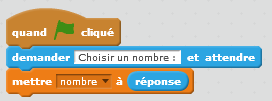 quand cliqué
demander Choisir un nombre : et attendre
mettre nombre à réponse